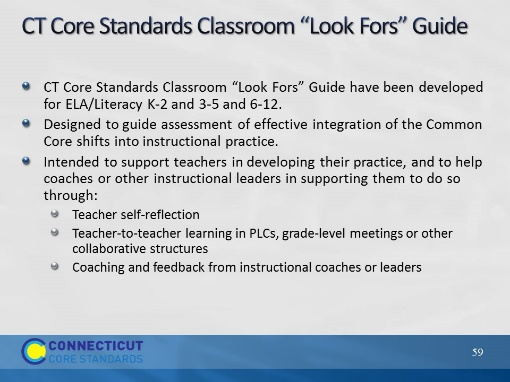 CT Core Standards Classroom “Look Fors” Guide
CT Core Standards Classroom “Look Fors” Guide have been developed
for ELA/Literacy K-2 and 3-5 and 6-12.
Designed to guide assessment of effective integration of the Common
Core shifts into instructional practice.
Intended to support teachers in developing their practice, and to help
coaches or other instructional leaders in supporting them to do so
through:
Teacher self-reflection
Teacher-to-teacher learning in PLCs, grade-level meetings or other
collaborative structures
Coaching and feedback from instructional coaches or leaders
CONNECTICUT
CORE STANDARDS
59